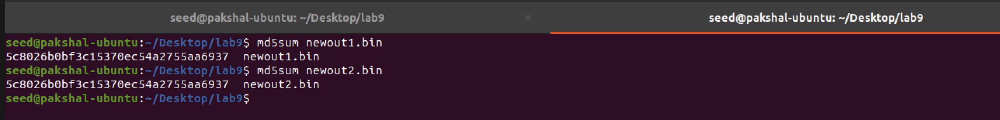 seed@pakshal-ubuntu: ~/Desktop/lab9 × seed@pakshal-ubuntu: ~/Desktop/lab9
seed@pakshal-ubuntu:~/Desktop/lab9$ md5sum newout1.bin
5c8026b0bf3c15370ec54a2755aa6937  newout1.bin
seed@pakshal-ubuntu:~/Desktop/lab9$ md5sum newout2.bin
5c8026b0bf3c15370ec54a2755aa6937  newout2.bin
seed@pakshal-ubuntu:~/Desktop/lab9$